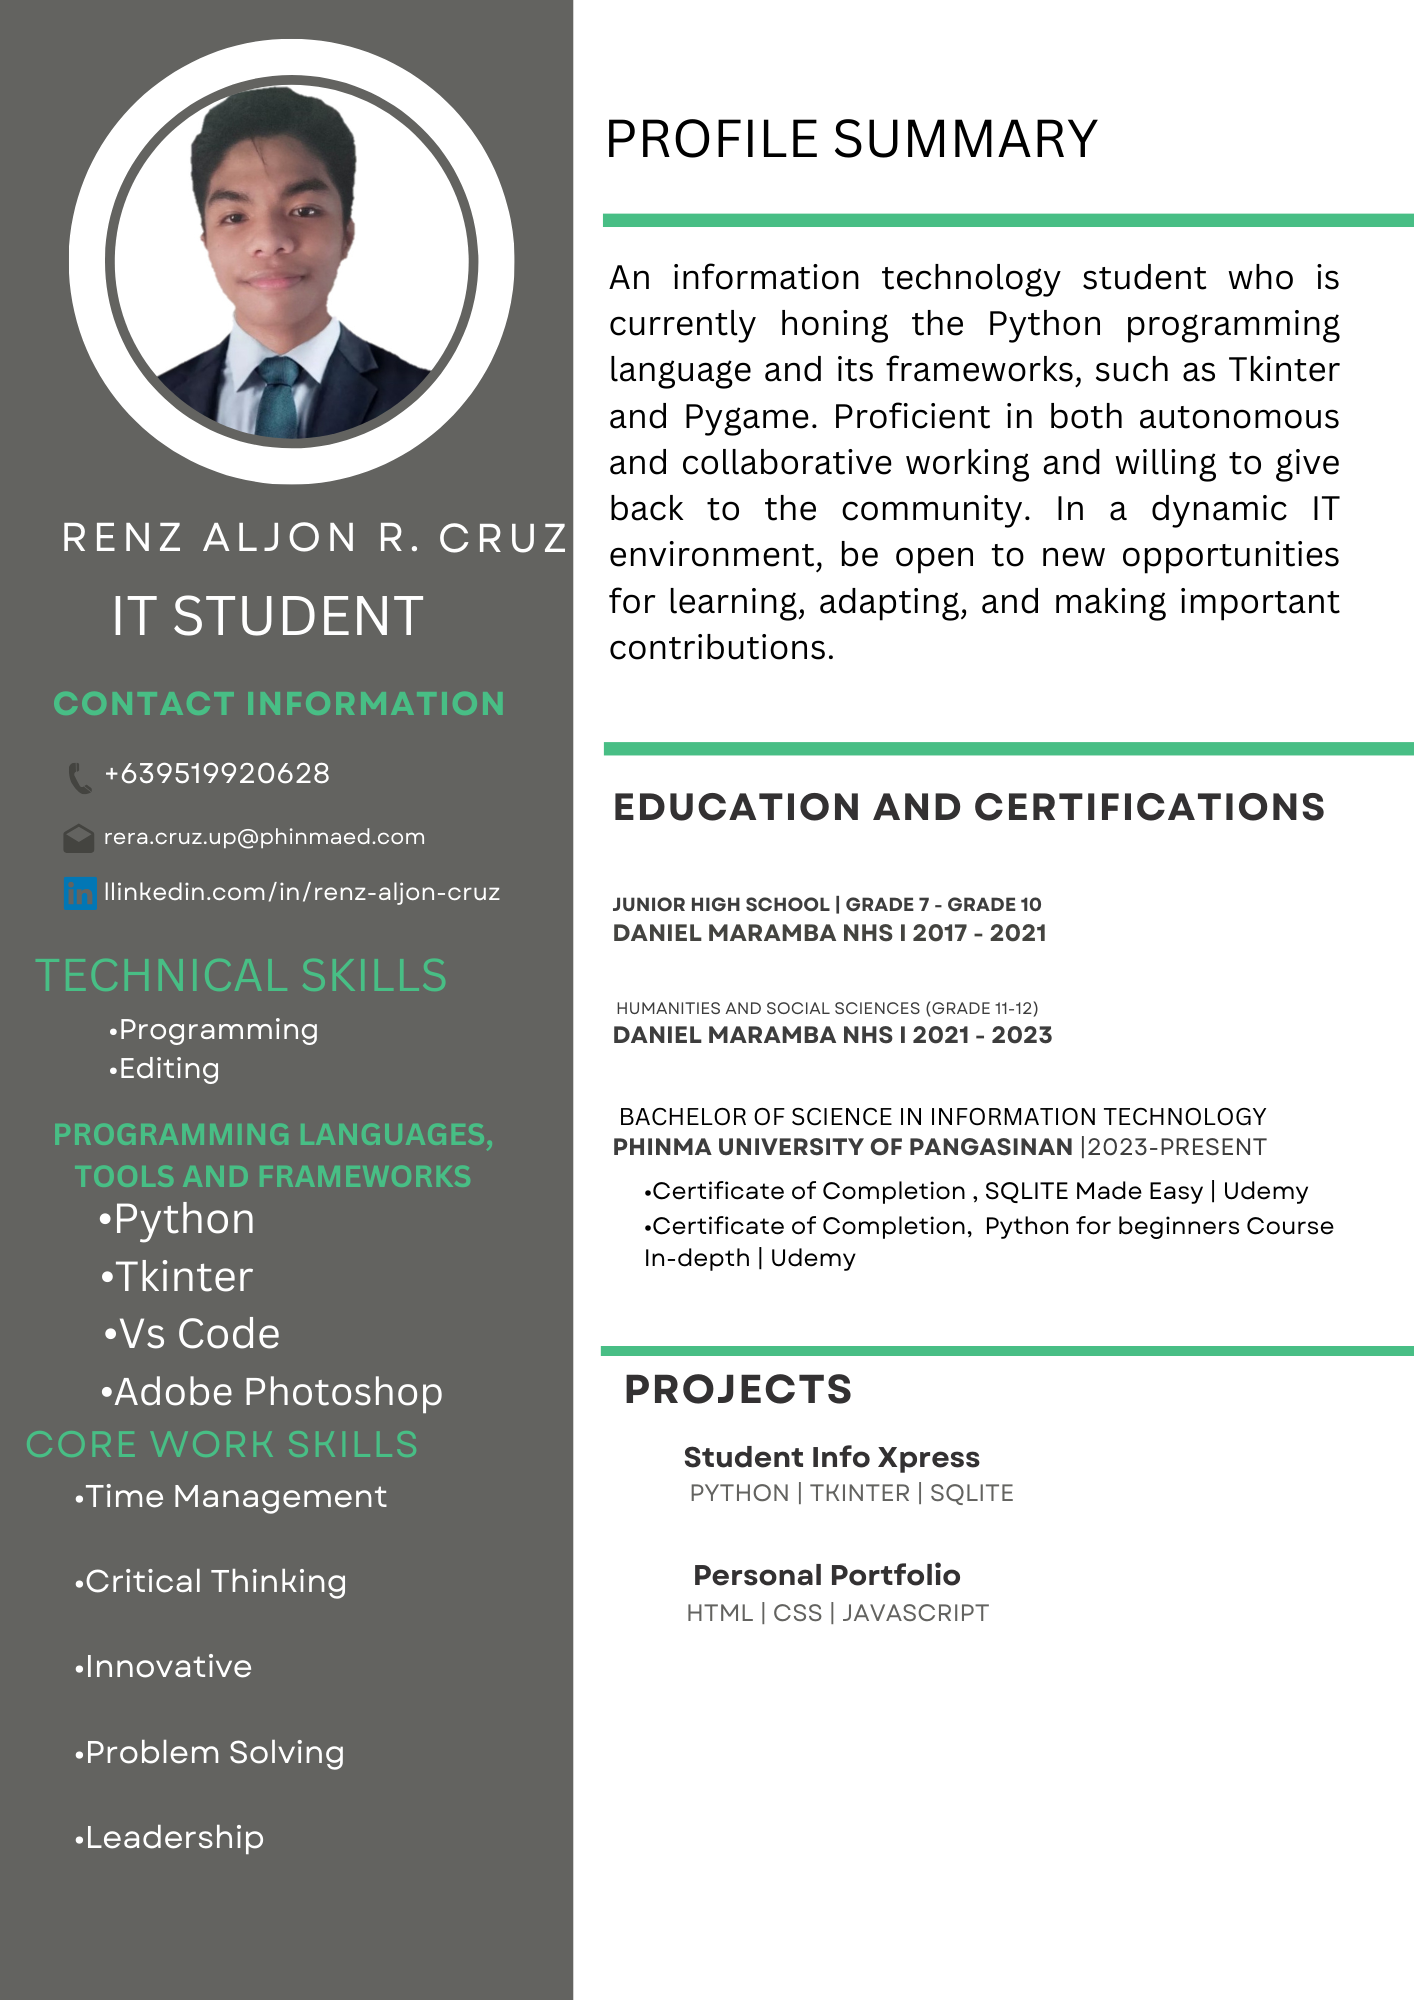 RENZ ALJON R. CRUZ
IT STUDENT
CONTACT INFORMATION
+639519920628
rera.cruz.up@phinmaed.com
in
llinkedin.com/in/renz-aljon-cruz
TECHNICAL SKILLS
•Programming
•Editing
PROGRAMMING LANGUAGES,
TOOLS AND FRAMEWORKS
•Python
•Tkinter
•Vs Code
•Adobe Photoshop
CORE WORK SKILLS
•Time Management
•Critical Thinking
•Innovative
•Problem Solving
•Leadership
PROFILE SUMMARY
An information technology student who is
currently honing the Python programming
language and its frameworks, such as Tkinter
and Pygame. Proficient in both autonomous
and collaborative working and willing to give
back to the community. In a dynamic IT
environment, be open to new opportunities
for learning, adapting, and making important
contributions.
EDUCATION AND CERTIFICATIONS
JUNIOR HIGH SCHOOL | GRADE 7 - GRADE 10
DANIEL MARAMBA NHS I 2017 - 2021
HUMANITIES AND SOCIAL SCIENCES (GRADE 11-12)
DANIEL MARAMBA NHS I 2021 - 2023
BACHELOR OF SCIENCE IN INFORMATION TECHNOLOGY
PHINMA UNIVERSITY OF PANGASINAN |2023-PRESENT
•Certificate of Completion , SQLITE Made Easy | Udemy
•Certificate of Completion, Python for beginners Course
In-depth | Udemy
PROJECTS
Student Info Xpress
PYTHON | TKINTER | SQLITE
Personal Portfolio
HTML | CSS | JAVASCRIPT